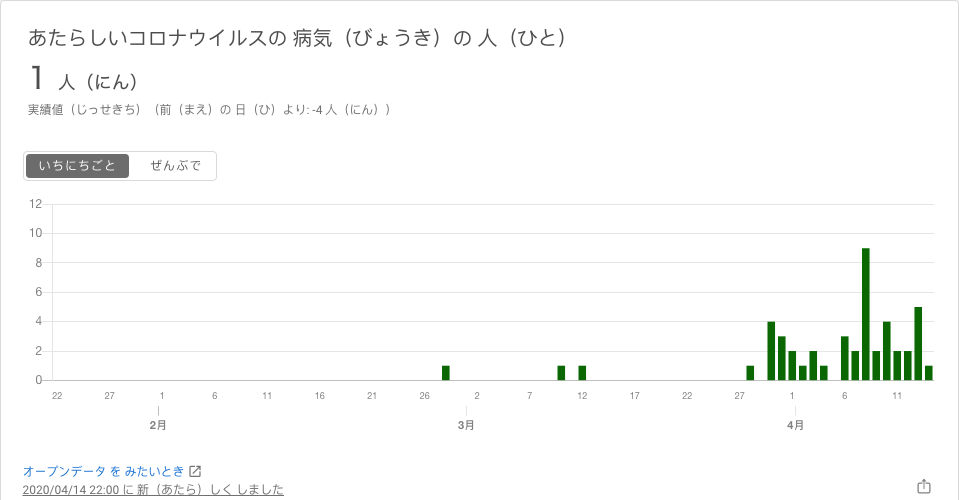 あたらしいコロナウイルスの 病気（びょうき）の 人（ひと）
1 人（にん）
実績値（じっせきち）（前（まえ）の 日（ひ）より: -4 人（にん））
いちにちごと ぜんぶで
12
10
8
6
4
2
0
22 27 1 6 11 16 21 26 2 7 12 17 22 27 1 6 11
2月 3月 4月
オープンデータ を みたいとき
2020/04/14 22:00 に 新（あたら）しく しました